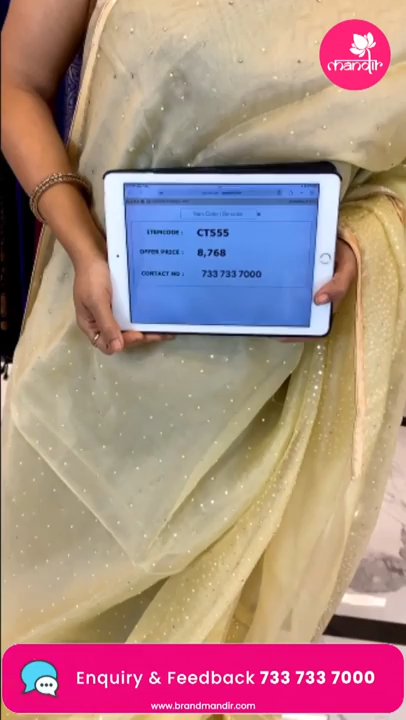 mandir
ITEMCODE : CT555
OFFER PRICE : 8,768
CONTACT NO : 733 733 7000
Enquiry & Feedback 733 733 7000
www.brandmandir.com